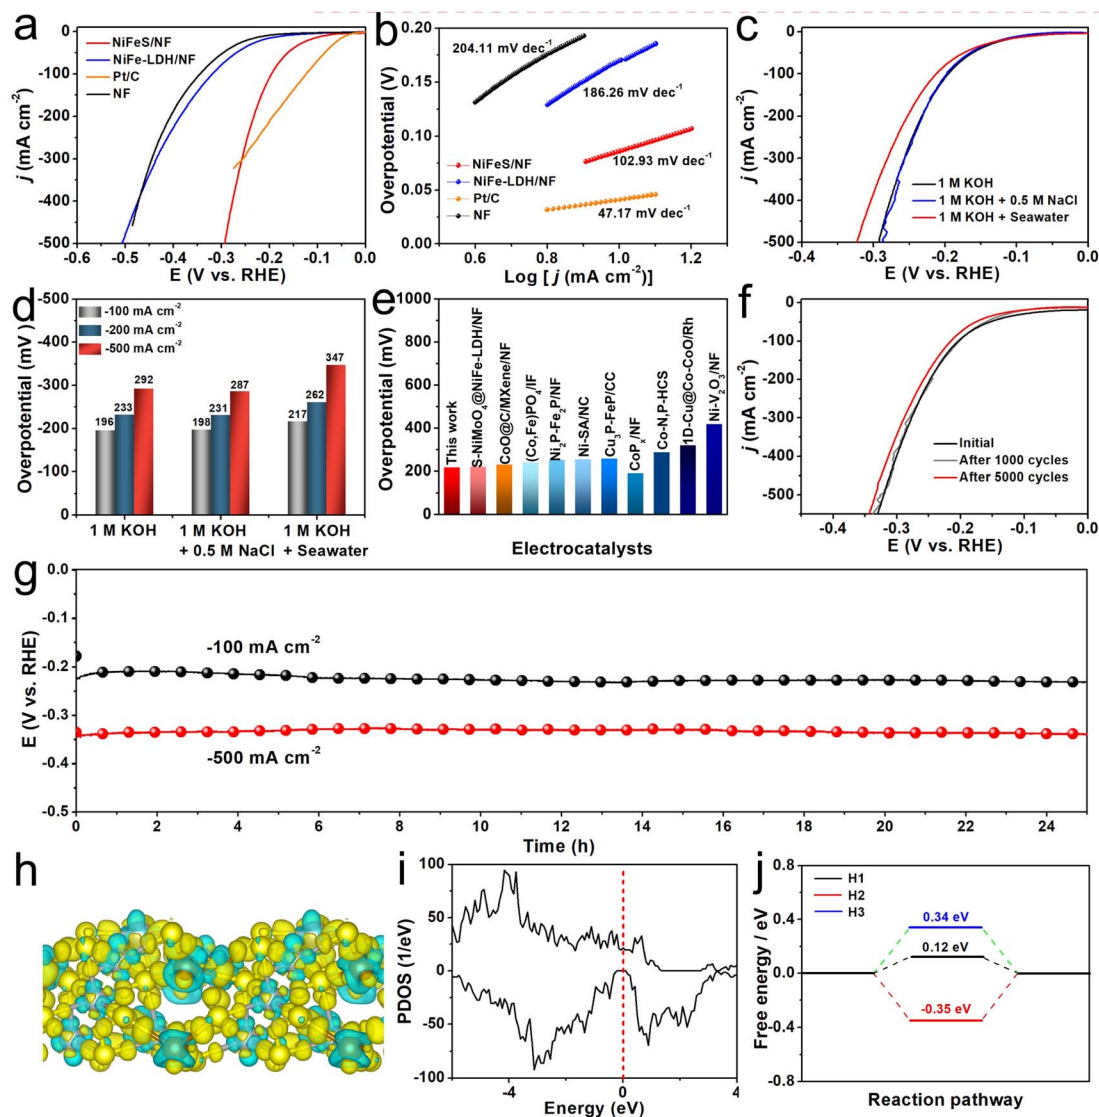 a
0
-100
-200
-300
-400
-500
j (mA cm⁻²)
NiFeS/NF
NiFe-LDH/NF
Pt/C
NF
-0.6 -0.5 -0.4 -0.3 -0.2 -0.1 0.0
E (V vs. RHE)
b
0.20
0.15
0.10
0.05
0.00
Overpotential (V)
204.11 mV dec⁻¹
186.26 mV dec⁻¹
102.93 mV dec⁻¹
47.17 mV dec⁻¹
NiFeS/NF
NiFe-LDH/NF
Pt/C
NF
0.6 0.8 1.0 1.2
Log [ j (mA cm⁻²)]
c
0
-100
-200
-300
-400
-500
j (mA cm⁻²)
1 M KOH
1 M KOH + 0.5 M NaCl
1 M KOH + Seawater
-0.4 -0.3 -0.2 -0.1 0.0
E (V vs. RHE)
d
-500
-400
-300
-200
-100
0
Overpotential (mV)
-100 mA cm⁻²
-200 mA cm⁻²
-500 mA cm⁻²
196 233 292
198 231 287
217 262 347
1 M KOH 1 M KOH 1 M KOH
+ 0.5 M NaCl + Seawater
e
1000
800
600
400
200
0
Overpotential (mV)
This work
S-NiMoO₄@NiFe-LDH/NF
CoO@C/MXene/NF
(Co,Fe)PO₄/IF
Ni₂P-Fe₂P/NF
Ni-SA/NC
Cu₃P-FeP/CC
CoPₓ/NF
Co-N,P-HCS
1D-Cu@Co-CoO/Rh
Ni-V₂O₃/NF
Electrocatalysts
f
0
-100
-200
-300
-400
-500
j (mA cm⁻²)
Initial
After 1000 cycles
After 5000 cycles
-0.4 -0.3 -0.2 -0.1 0.0
E (V vs. RHE)
g
0.0
-0.1
-0.2
-0.3
-0.4
-0.5
E (V vs. RHE)
-100 mA cm⁻²
-500 mA cm⁻²
0 2 4 6 8 10 12 14 16 18 20 22 24
Time (h)
h
i
100
50
0
-50
-100
PDOS (1/eV)
-4 0 4
Energy (eV)
j
0.8
0.4
0.0
-0.4
-0.8
Free energy / eV
H1
H2
H3
0.34 eV
0.12 eV
-0.35 eV
Reaction pathway